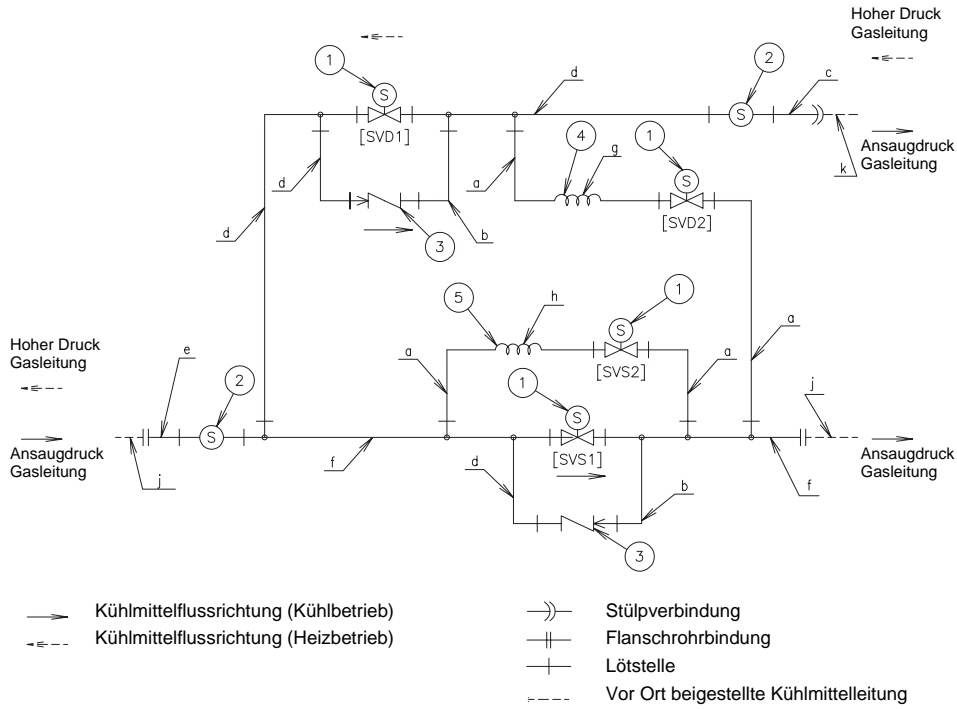 Hoher Druck
Gasleitung
1
2
S
d
S
c
[SVD1]
Ansaugdruck
Gasleitung
k
4
g
1
d
a
S
d
b
[SVD2]
3
5
h
1
S
a
Hoher Druck
Gasleitung
e
a
[SVS2]
a
2
1
j
S
S
Ansaugdruck
Gasleitung
j
f
[SVS1]
f
Ansaugdruck
Gasleitung
d
b
3
Kühlmittelflussrichtung (Kühlbetrieb)
Kühlmittelflussrichtung (Heizbetrieb)
Stülpverbindung
Flanschrohrbindung
Lötstelle
Vor Ort beigestellte Kühlmittelleitung